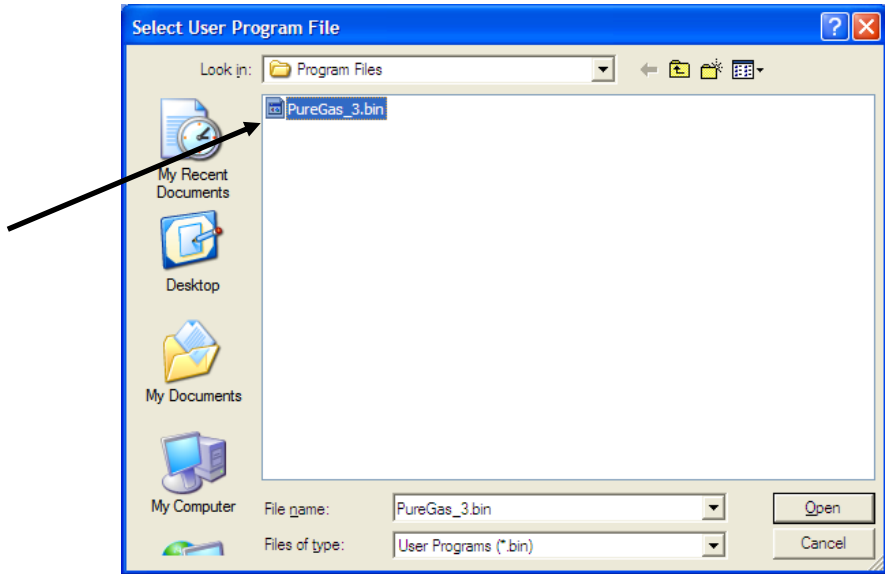 Select User Program File
Look in: Program Files
PureGas_3.bin
My Recent
Documents
Desktop
My Documents
My Computer
File name: PureGas_3.bin Open
Files of type: User Programs (*.bin) Cancel